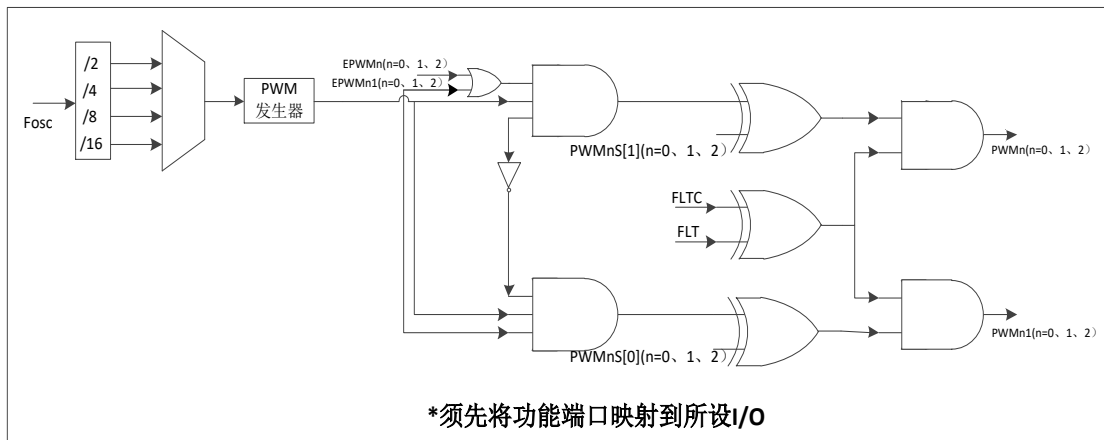 /2
/4
/8
/16
Fosc
PWM
发生器
EPWMn(n=0、1、2)
EPWMn1(n=0、1、2)
PWMnS[1](n=0、1、2)
FLTC
FLT
PWMnS[0](n=0、1、2)
PWMn(n=0、1、2)
PWMn1(n=0、1、2)
*须先将功能端口映射到所设I/O